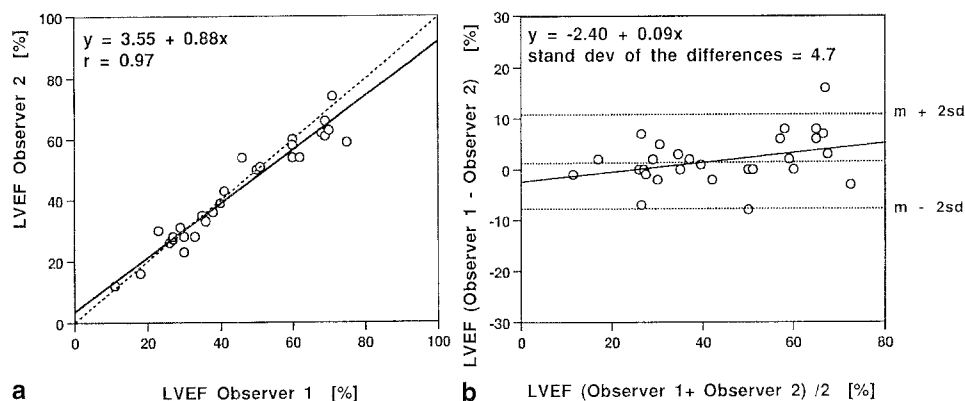 y = 3.55 + 0.88x
r = 0.97
LVEF Observer 2 [%]
100
80
60
40
20
0
0 20 40 60 80 100
a LVEF Observer 1 [%]
y = -2.40 + 0.09x
stand dev of the differences = 4.7
LVEF (Observer 1 - Observer 2) [%]
30
20
10
0
-10
-20
-30
m + 2sd
m - 2sd
0 20 40 60 80
b LVEF (Observer 1+ Observer 2) /2 [%]